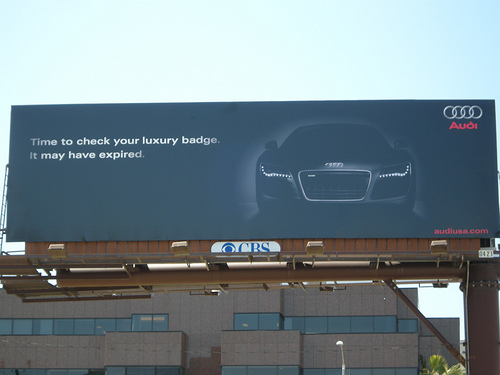 Time to check your luxury badge.
It may have expired.
Audi
audiusa.com
CBS